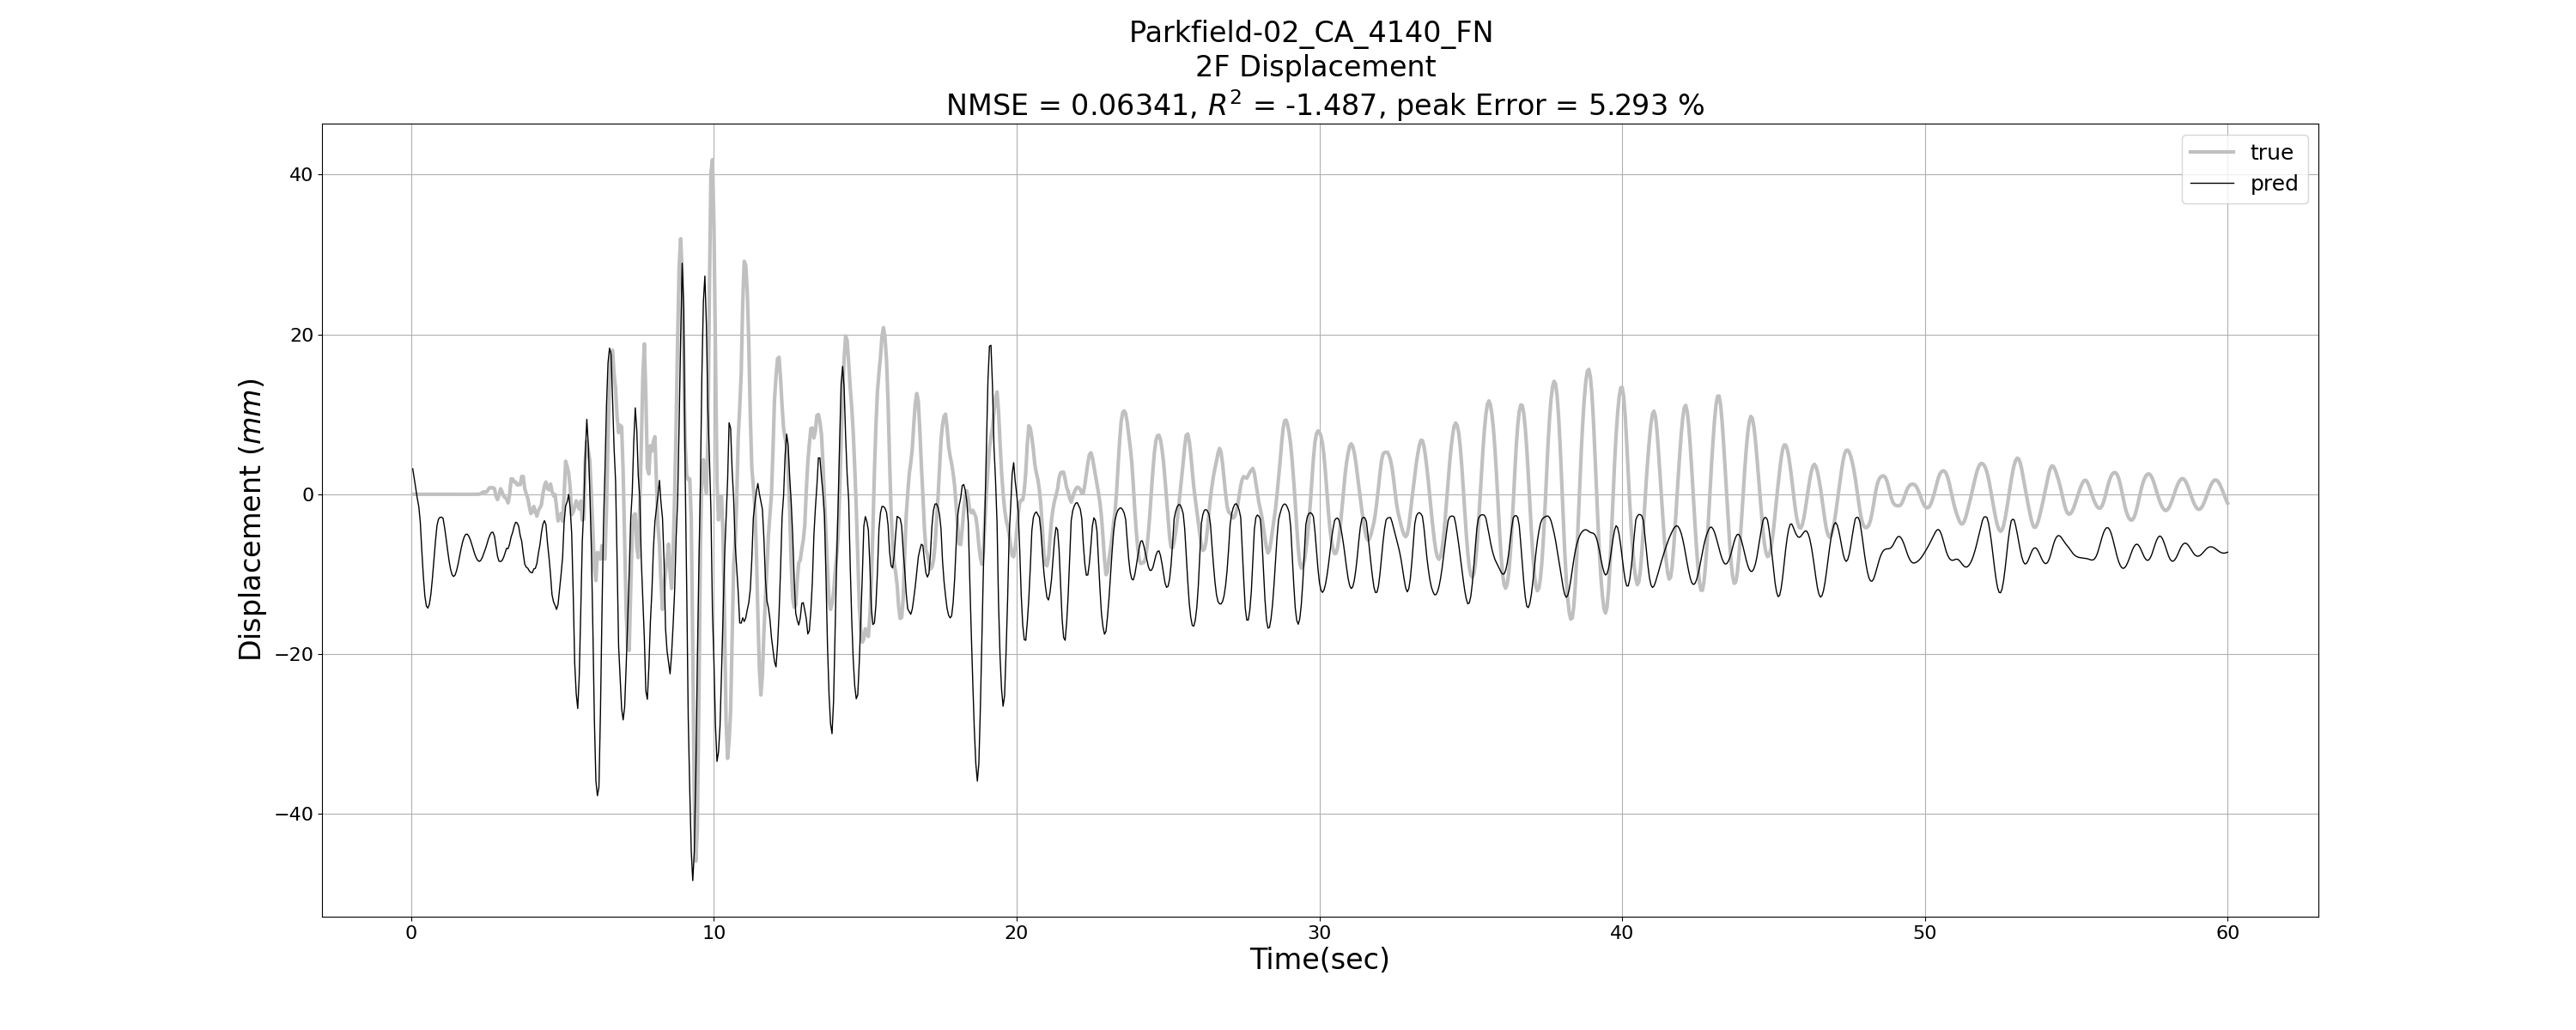 Parkfield-02_CA_4140_FN
2F Displacement
NMSE = 0.06341, R² = -1.487, peak Error = 5.293 %
true
pred
Displacement (mm)
40
20
0
−20
−40
0 10 20 30 40 50 60
Time(sec)